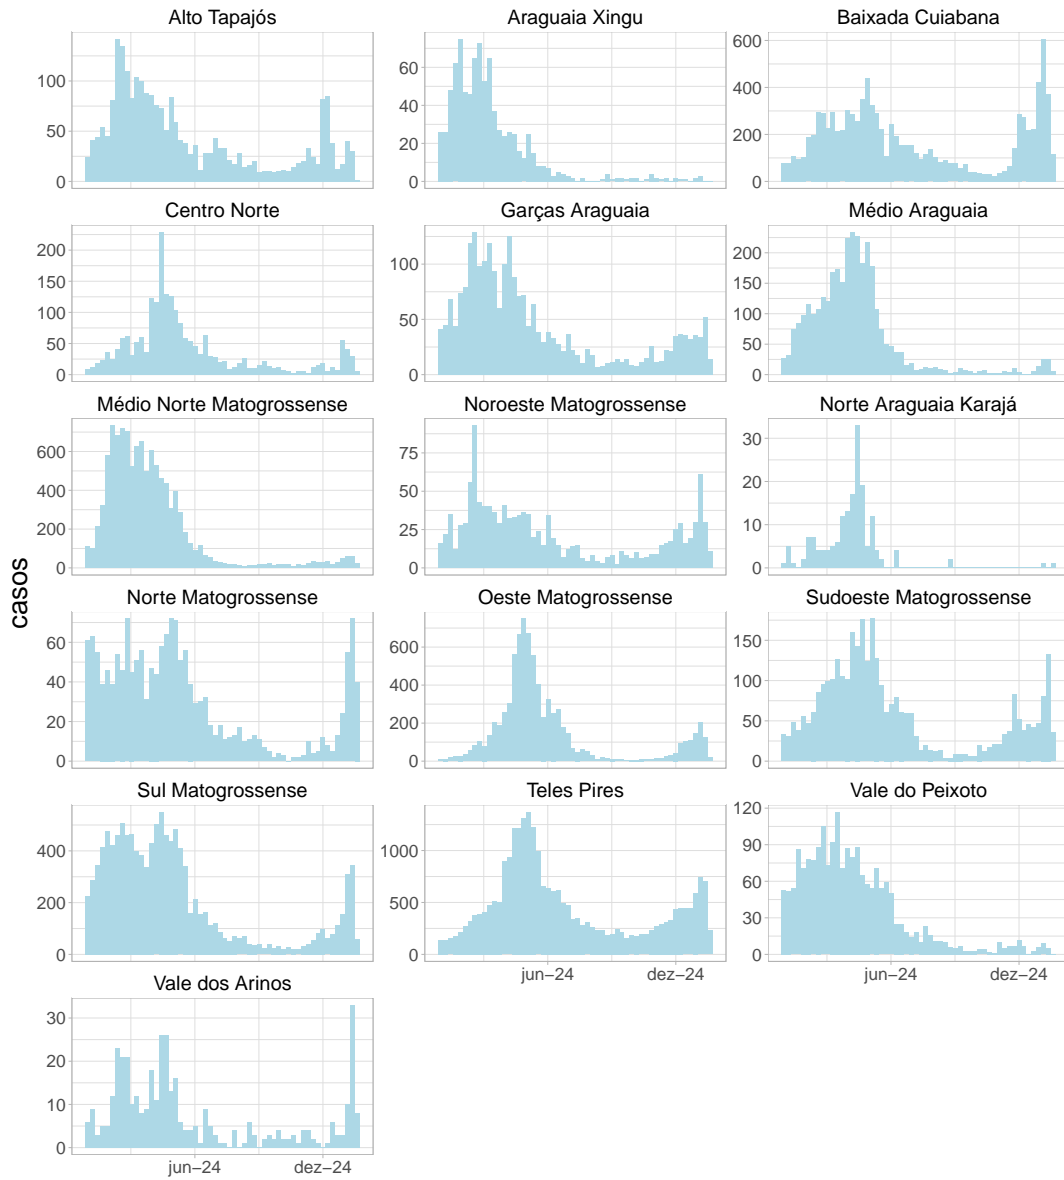 Alto Tapajós
Araguaia Xingu
Baixada Cuiabana
100
50
0
60
40
20
0
600
400
200
0
Centro Norte
Garças Araguaia
Médio Araguaia
200
150
100
50
0
100
50
0
200
150
100
50
0
Médio Norte Matogrossense
Noroeste Matogrossense
Norte Araguaia Karajá
600
400
200
0
75
50
25
0
30
20
10
0
casos
Norte Matogrossense
Oeste Matogrossense
Sudoeste Matogrossense
60
40
20
0
600
400
200
0
150
100
50
0
Sul Matogrossense
Teles Pires
Vale do Peixoto
400
200
0
1000
500
0
120
90
60
30
0
jun−24
dez−24
jun−24
dez−24
Vale dos Arinos
30
20
10
0
jun−24
dez−24